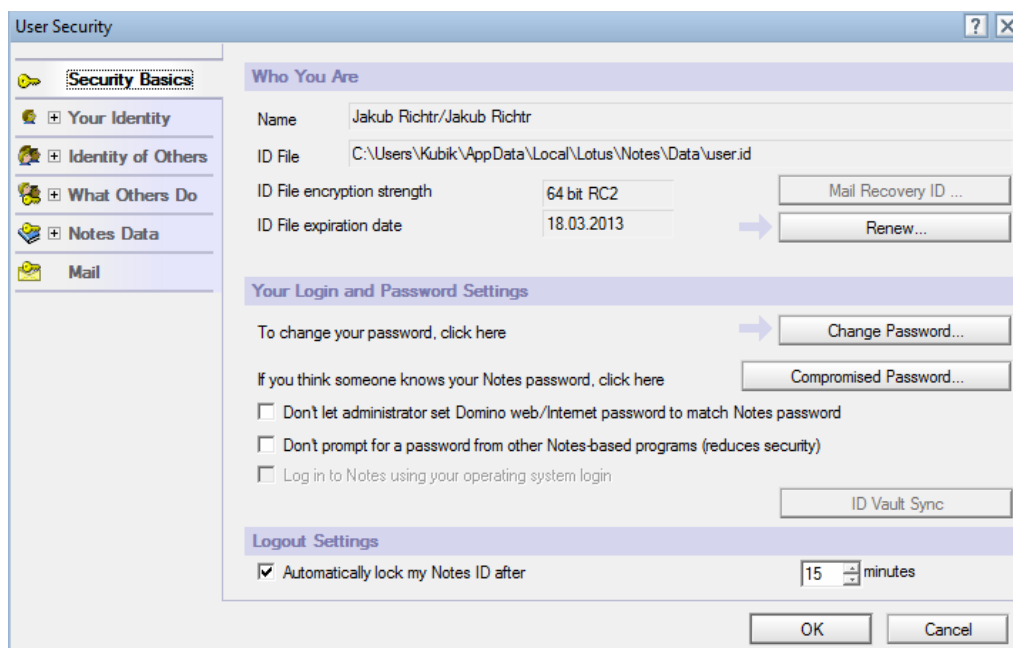 User Security
Security Basics
Your Identity
Identity of Others
What Others Do
Notes Data
Mail
Who You Are
Name Jakub Richtr/Jakub Richtr
ID File C:\Users\Kubik\AppData\Local\Lotus\Notes\Data\user.id
ID File encryption strength 64 bit RC2 Mail Recovery ID ...
ID File expiration date 18.03.2013 Renew...
Your Login and Password Settings
To change your password, click here Change Password...
If you think someone knows your Notes password, click here Compromised Password...
Don't let administrator set Domino web/Internet password to match Notes password
Don't prompt for a password from other Notes-based programs (reduces security)
Log in to Notes using your operating system login
ID Vault Sync
Logout Settings
Automatically lock my Notes ID after 15 minutes
OK Cancel